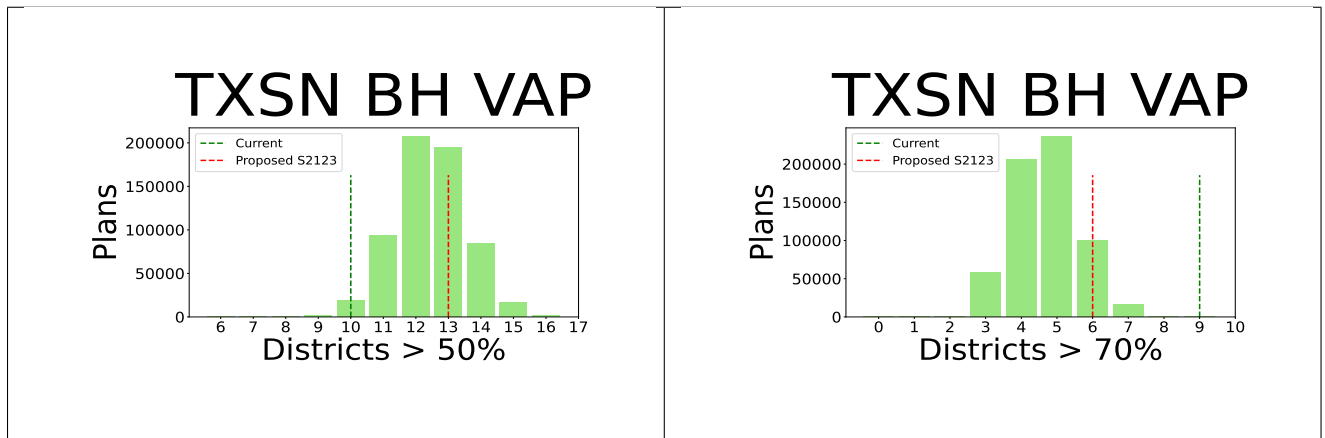 TXSN BH VAP
Current
Proposed S2123
Plans
200000
150000
100000
50000
0
6 7 8 9 10 11 12 13 14 15 16 17
Districts > 50%
TXSN BH VAP
Current
Proposed S2123
Plans
200000
150000
100000
50000
0
0 1 2 3 4 5 6 7 8 9 10
Districts > 70%